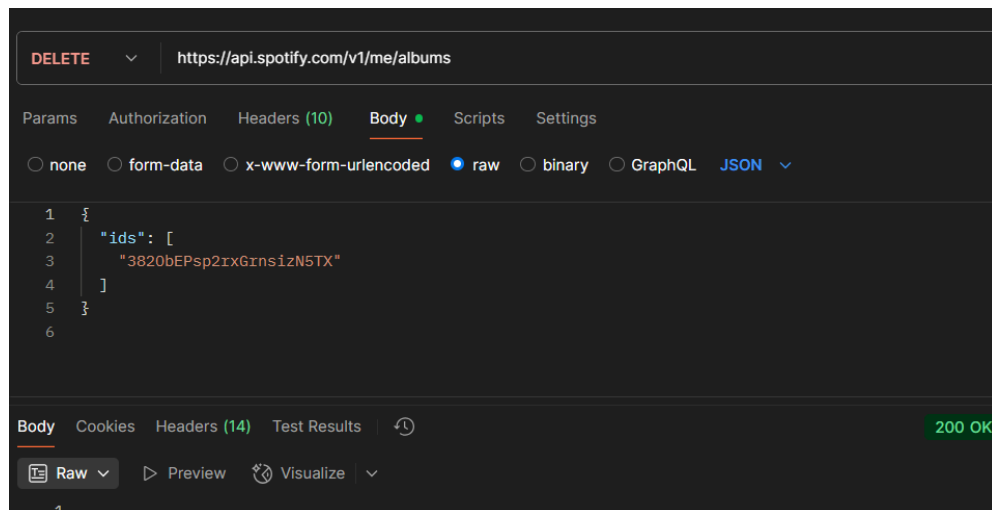 DELETE https://api.spotify.com/v1/me/albums
Params Authorization Headers (10) Body Scripts Settings
none form-data x-www-form-urlencoded raw binary GraphQL JSON
1 {
2 "ids": [
3 "382ObEPsp2rxGrnsizN5TX"
4 ]
5 }
6
Body Cookies Headers (14) Test Results 200 OK
Raw Preview Visualize
1